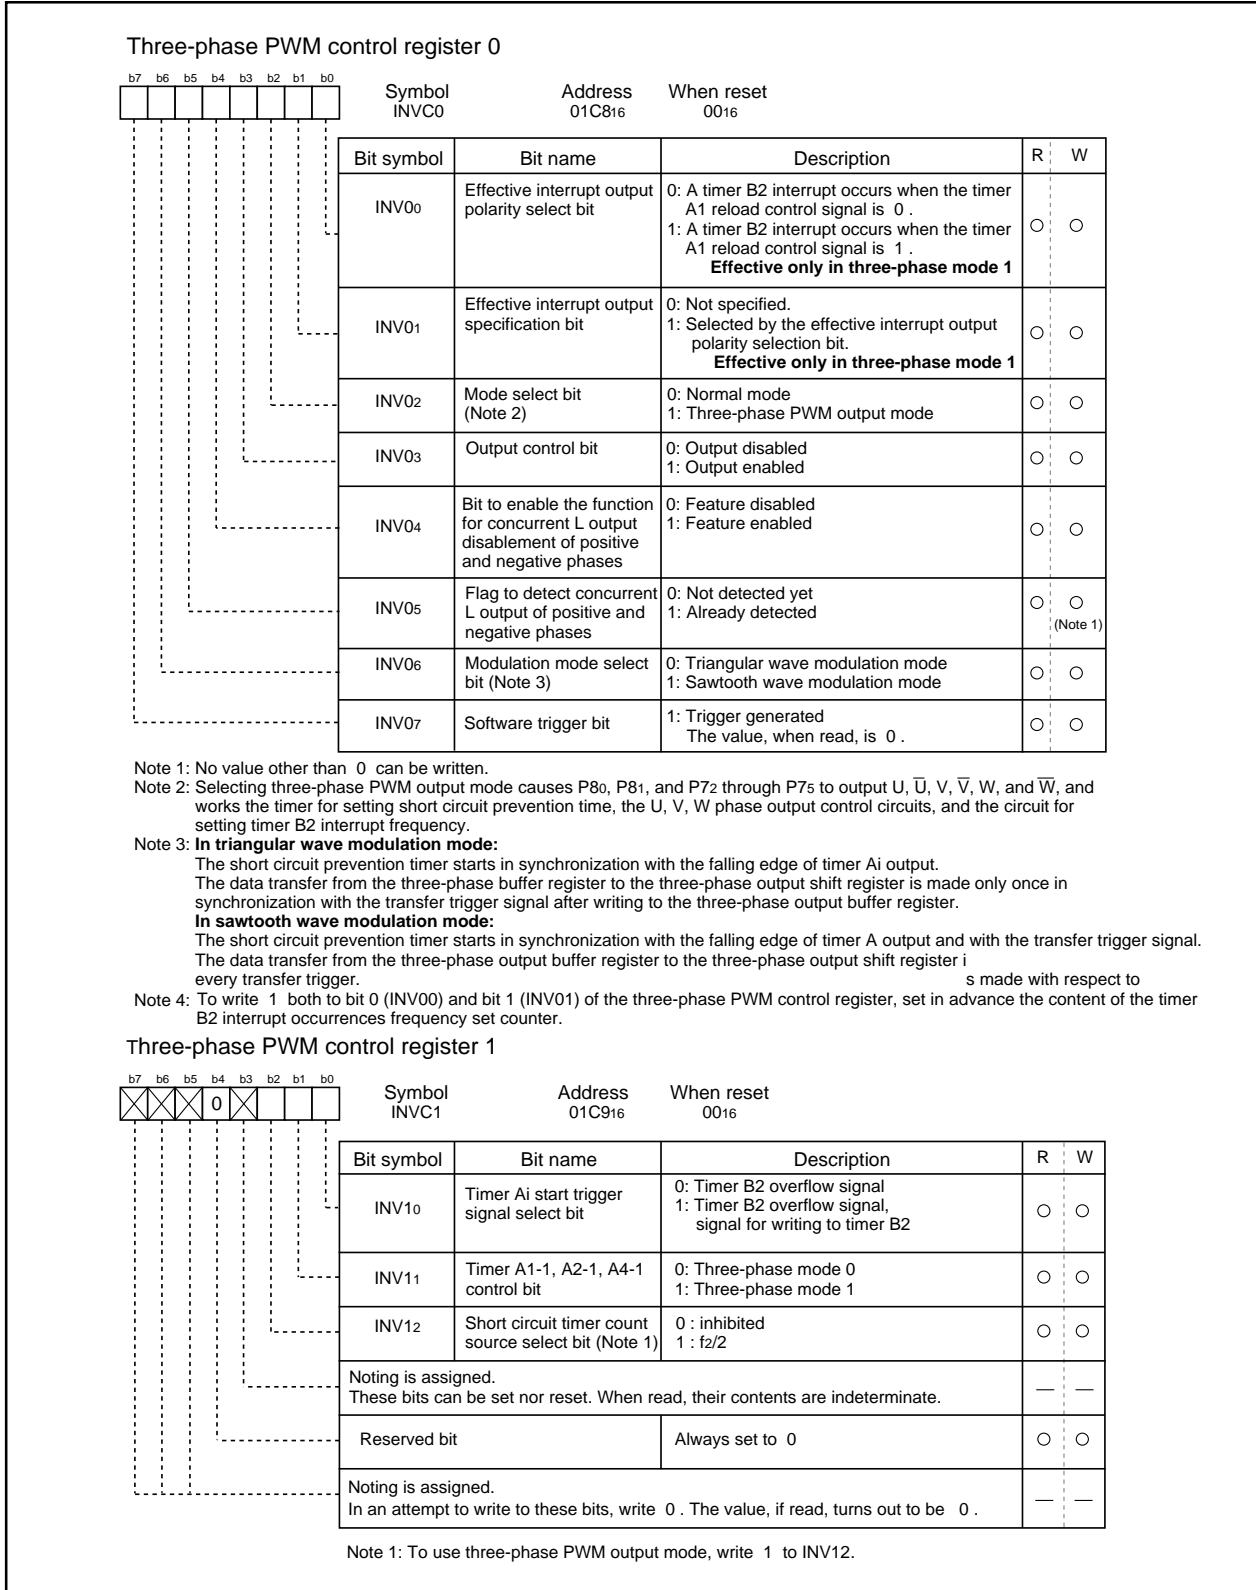 Three-phase PWM control register 0
b7 b6 b5 b4 b3 b2 b1 b0
Symbol Address When reset
INVC0 01C816 0016
Bit symbol Bit name Description R W
INV00
Effective interrupt output
polarity select bit
0: A timer B2 interrupt occurs when the timer
A1 reload control signal is 0 .
1: A timer B2 interrupt occurs when the timer
A1 reload control signal is 1 .
Effective only in three-phase mode 1
INV01
Effective interrupt output
specification bit
0: Not specified.
1: Selected by the effective interrupt output
polarity selection bit.
Effective only in three-phase mode 1
INV02
Mode select bit
(Note 2)
0: Normal mode
1: Three-phase PWM output mode
INV03
Output control bit
0: Output disabled
1: Output enabled
INV04
Bit to enable the function
for concurrent L output
disablement of positive
and negative phases
0: Feature disabled
1: Feature enabled
INV05
Flag to detect concurrent
L output of positive and
negative phases
0: Not detected yet
1: Already detected
(Note 1)
INV06
Modulation mode select
bit (Note 3)
0: Triangular wave modulation mode
1: Sawtooth wave modulation mode
INV07
Software trigger bit
1: Trigger generated
The value, when read, is 0 .
Note 1: No value other than 0 can be written.
Note 2: Selecting three-phase PWM output mode causes P80, P81, and P72 through P75 to output U, U̅, V, V̅, W, and W̅, and
works the timer for setting short circuit prevention time, the U, V, W phase output control circuits, and the circuit for
setting timer B2 interrupt frequency.
Note 3: In triangular wave modulation mode:
The short circuit prevention timer starts in synchronization with the falling edge of timer Ai output.
The data transfer from the three-phase buffer register to the three-phase output shift register is made only once in
synchronization with the transfer trigger signal after writing to the three-phase output buffer register.
In sawtooth wave modulation mode:
The short circuit prevention timer starts in synchronization with the falling edge of timer A output and with the transfer trigger signal.
The data transfer from the three-phase output buffer register to the three-phase output shift register i
every transfer trigger. s made with respect to
Note 4: To write 1 both to bit 0 (INV00) and bit 1 (INV01) of the three-phase PWM control register, set in advance the content of the timer
B2 interrupt occurrences frequency set counter.
Three-phase PWM control register 1
b7 b6 b5 b4 b3 b2 b1 b0
0
Symbol Address When reset
INVC1 01C916 0016
Bit symbol Bit name Description R W
INV10
Timer Ai start trigger
signal select bit
0: Timer B2 overflow signal
1: Timer B2 overflow signal,
signal for writing to timer B2
INV11
Timer A1-1, A2-1, A4-1
control bit
0: Three-phase mode 0
1: Three-phase mode 1
INV12
Short circuit timer count
source select bit (Note 1)
0 : inhibited
1 : f2/2
Noting is assigned.
These bits can be set nor reset. When read, their contents are indeterminate.
Reserved bit
Always set to 0
Noting is assigned.
In an attempt to write to these bits, write 0 . The value, if read, turns out to be 0 .
Note 1: To use three-phase PWM output mode, write 1 to INV12.